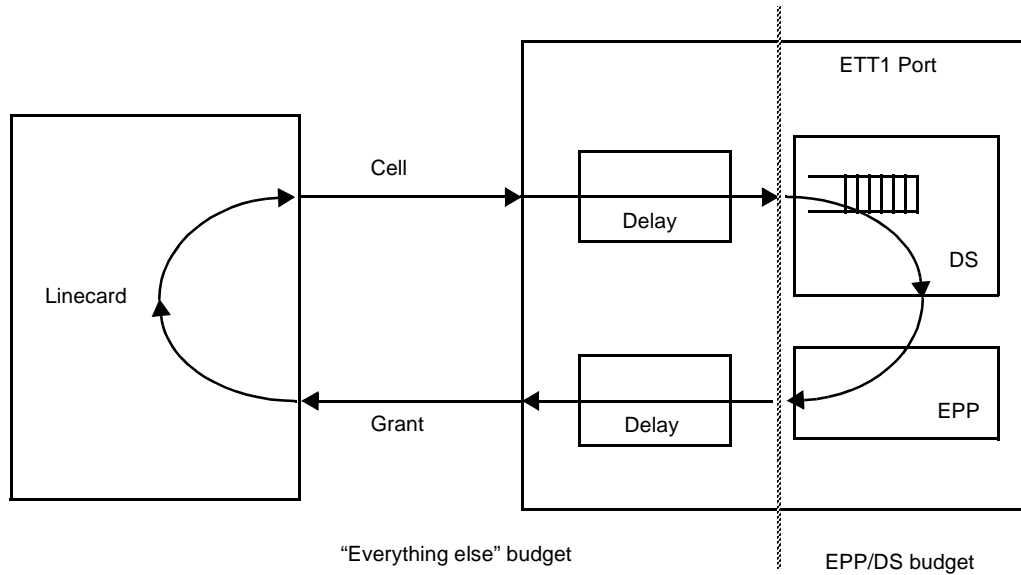 ETT1 Port
Cell
Delay
DS
Linecard
Grant
Delay
EPP
“Everything else” budget
EPP/DS budget